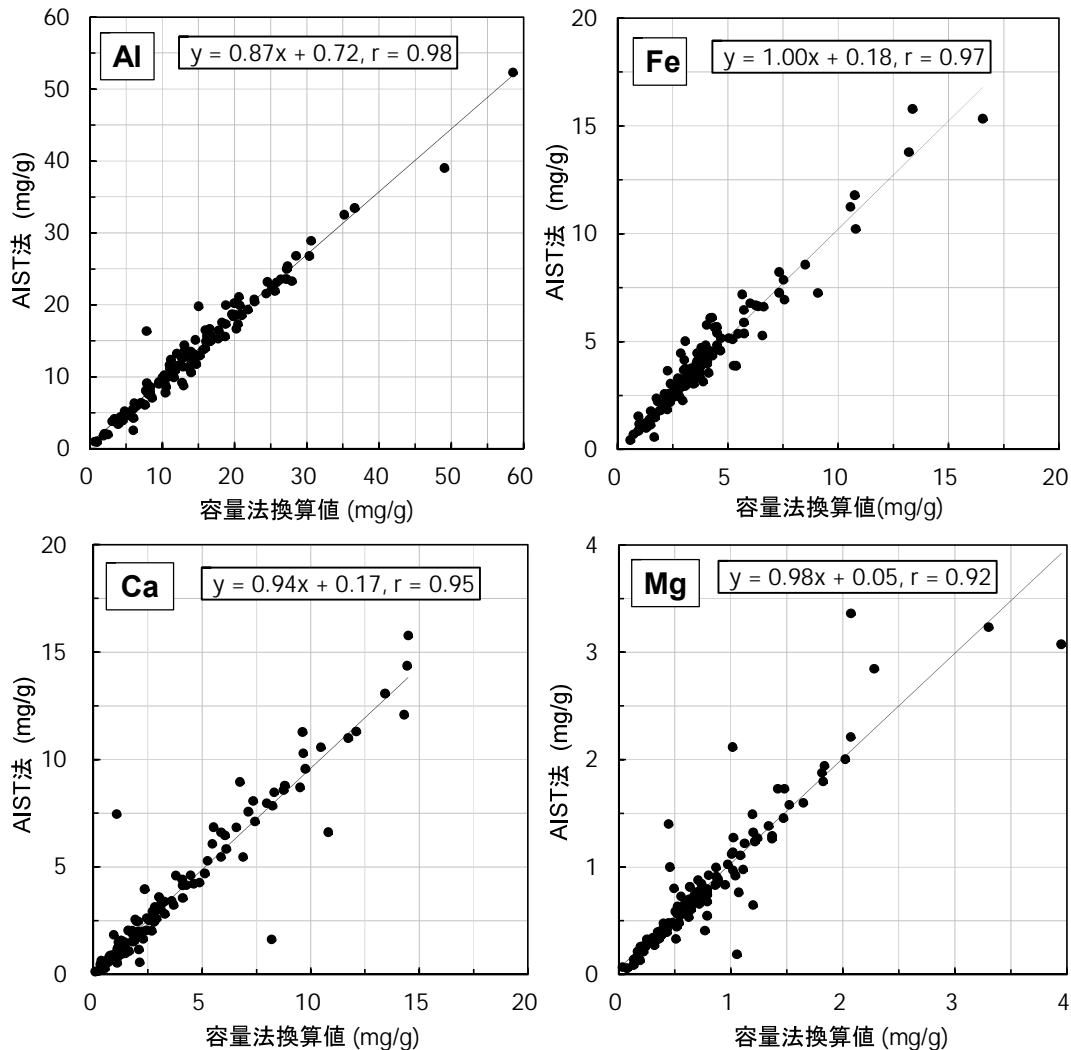 Al
y = 0.87x + 0.72, r = 0.98
60
50
40
30
20
10
0
AIST法 (mg/g)
0 10 20 30 40 50 60
容量法換算値 (mg/g)
Fe
y = 1.00x + 0.18, r = 0.97
20
15
10
5
0
AIST法 (mg/g)
0 5 10 15 20
容量法換算値(mg/g)
Ca
y = 0.94x + 0.17, r = 0.95
20
15
10
5
0
AIST法 (mg/g)
0 5 10 15 20
容量法換算値 (mg/g)
Mg
y = 0.98x + 0.05, r = 0.92
4
3
2
1
0
AIST法 (mg/g)
0 1 2 3 4
容量法換算値 (mg/g)